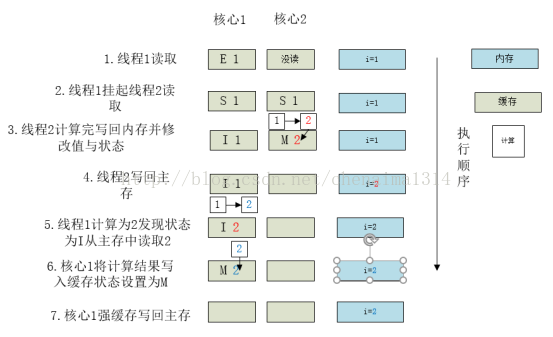 核心1 核心2
1.线程1读取 E 1 没读 i=1 内存
2.线程1挂起线程2读
取 S 1 S 1 i=1 缓存
1 2
3.线程2计算完写回内存并修
改值与状态 I 1 M 2 i=1 计算
执行顺序
4.线程2写回主
存 I 1 i=2
http://blog.csdn.net/chenxima1314
1 2
5.线程1计算为2发现状态
为I从主存中读取2 I 2 i=2
2
6.核心1将计算结果写
入缓存状态设置为M M 2 i=2
7.核心1强缓存写回主存 i=2